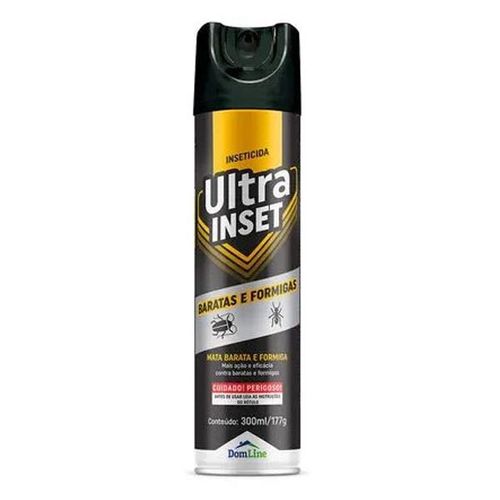 INSETICIDA
Ultra
INSET
BARATAS E FORMIGAS
MATA BARATA E FORMIGA
Mais ação e eficácia
contra baratas e formigas
CUIDADO! PERIGOSO!
ANTES DE USAR LEIA AS INSTRUÇÕES
DO RÓTULO
Conteúdo: 300ml/177g
DomLine